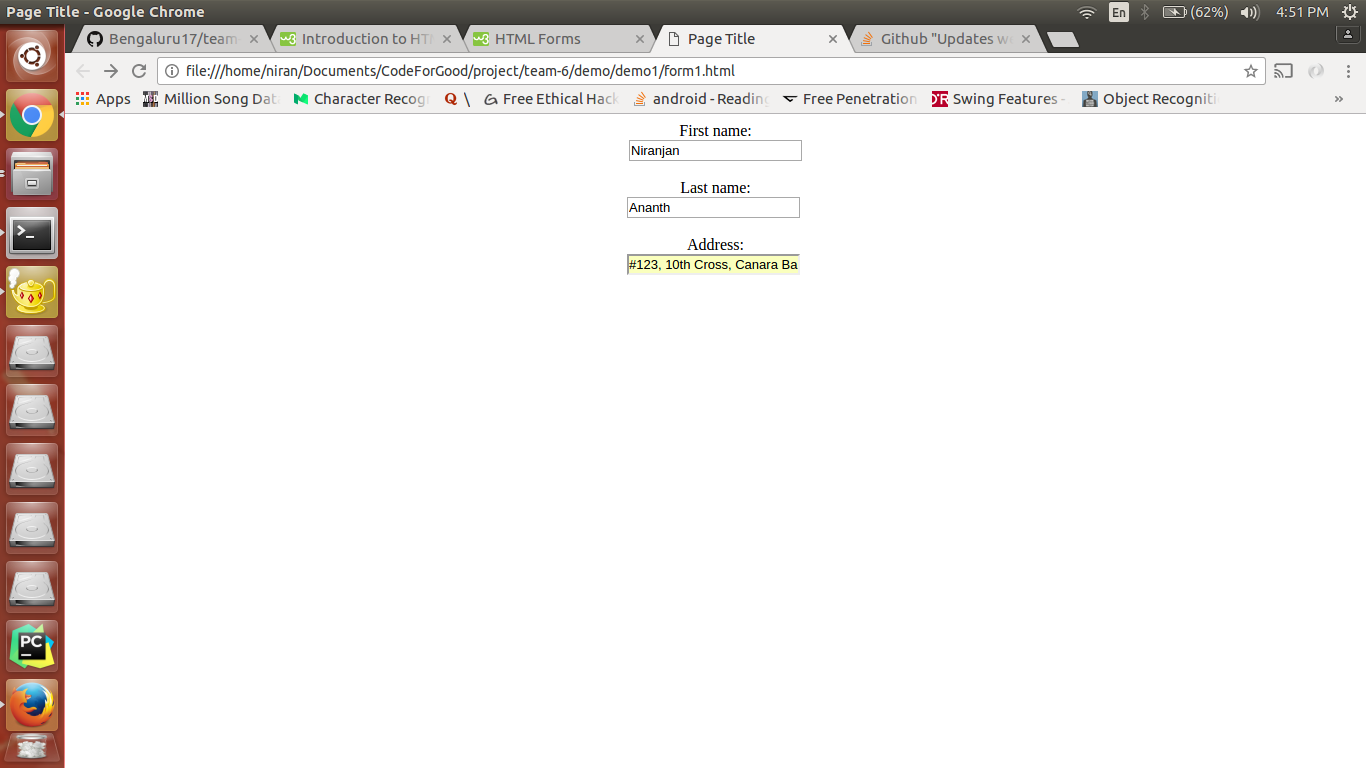 Page Title - Google Chrome
En
(62%)
4:51 PM
Bengaluru17/team
Introduction to HT
HTML Forms
Page Title
Github "Updates w
file:///home/niran/Documents/CodeForGood/project/team-6/demo/demo1/form1.html
Apps
Million Song Dat
Character Recog
Q \
Free Ethical Hack
android - Reading
Free Penetration
Swing Features -
Object Recogniti
»
First name:
Niranjan
Last name:
Ananth
Address:
#123, 10th Cross, Canara Ba
>_
PC